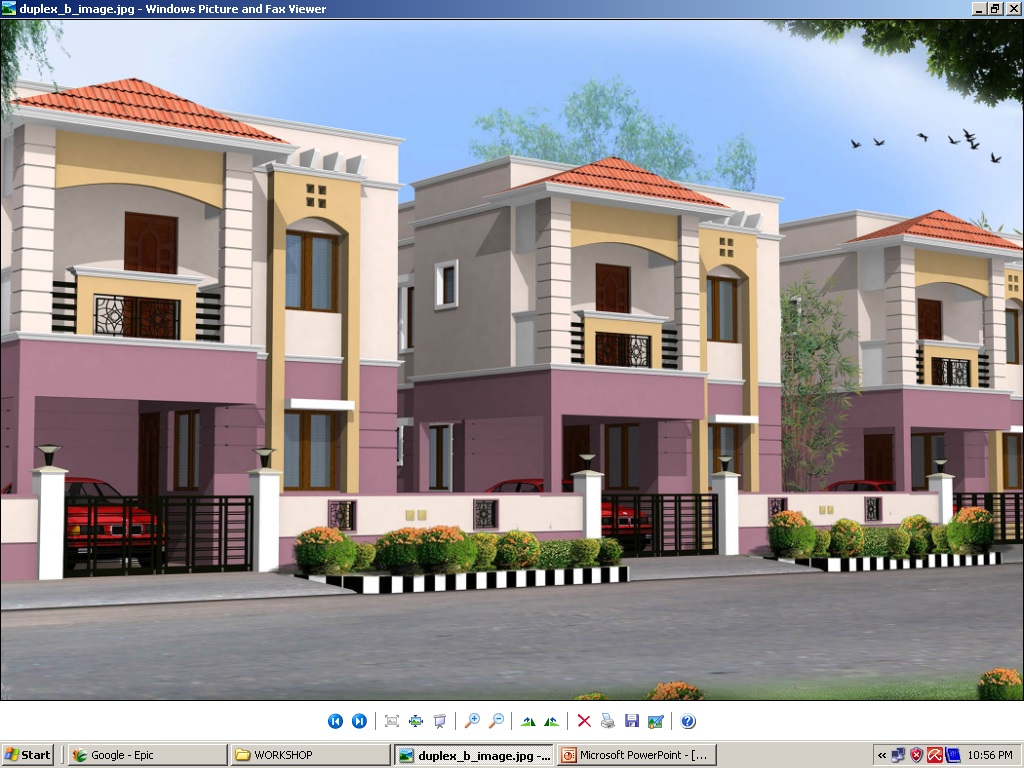 duplex_b_image.jpg - Windows Picture and Fax Viewer
Start
Google - Epic
WORKSHOP
duplex_b_image.jpg -...
Microsoft PowerPoint - [...
«
10:56 PM